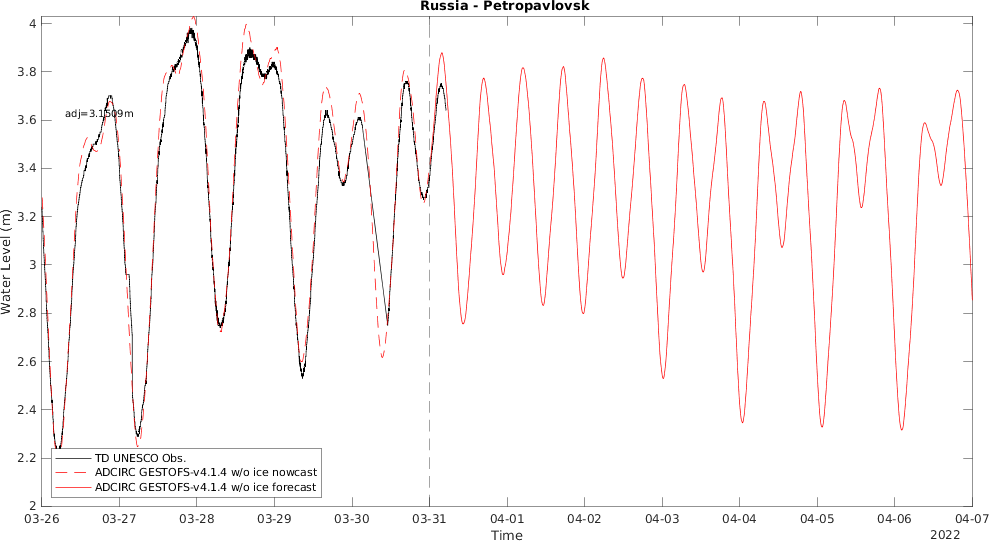 Russia - Petropavlovsk
4
3.8
3.6
3.4
3.2
3
2.8
2.6
2.4
2.2
2
Water Level (m)
adj=3.1509m
TD UNESCO Obs.
ADCIRC GESTOFS-v4.1.4 w/o ice nowcast
ADCIRC GESTOFS-v4.1.4 w/o ice forecast
03-26 03-27 03-28 03-29 03-30 03-31 04-01 04-02 04-03 04-04 04-05 04-06 04-07
Time
2022